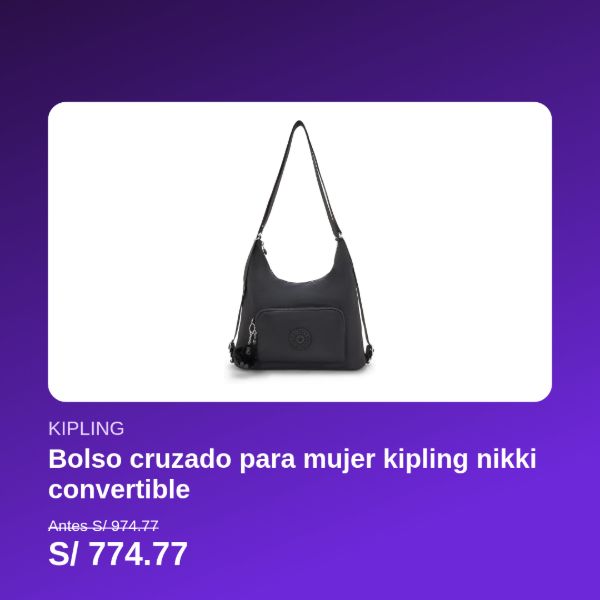 KIPLING
Bolso cruzado para mujer kipling nikki
convertible
Antes S/ 974.77
S/ 774.77